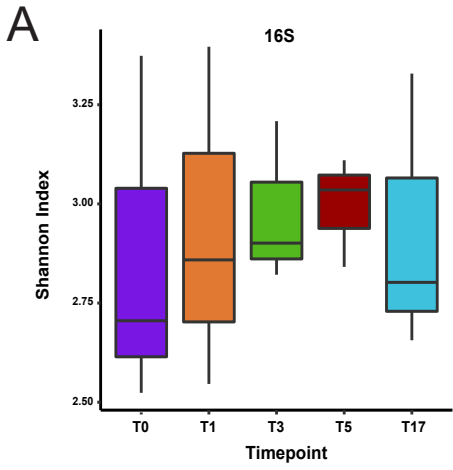 A
16S
Shannon Index
3.25
3.00
2.75
2.50
T0 T1 T3 T5 T17
Timepoint